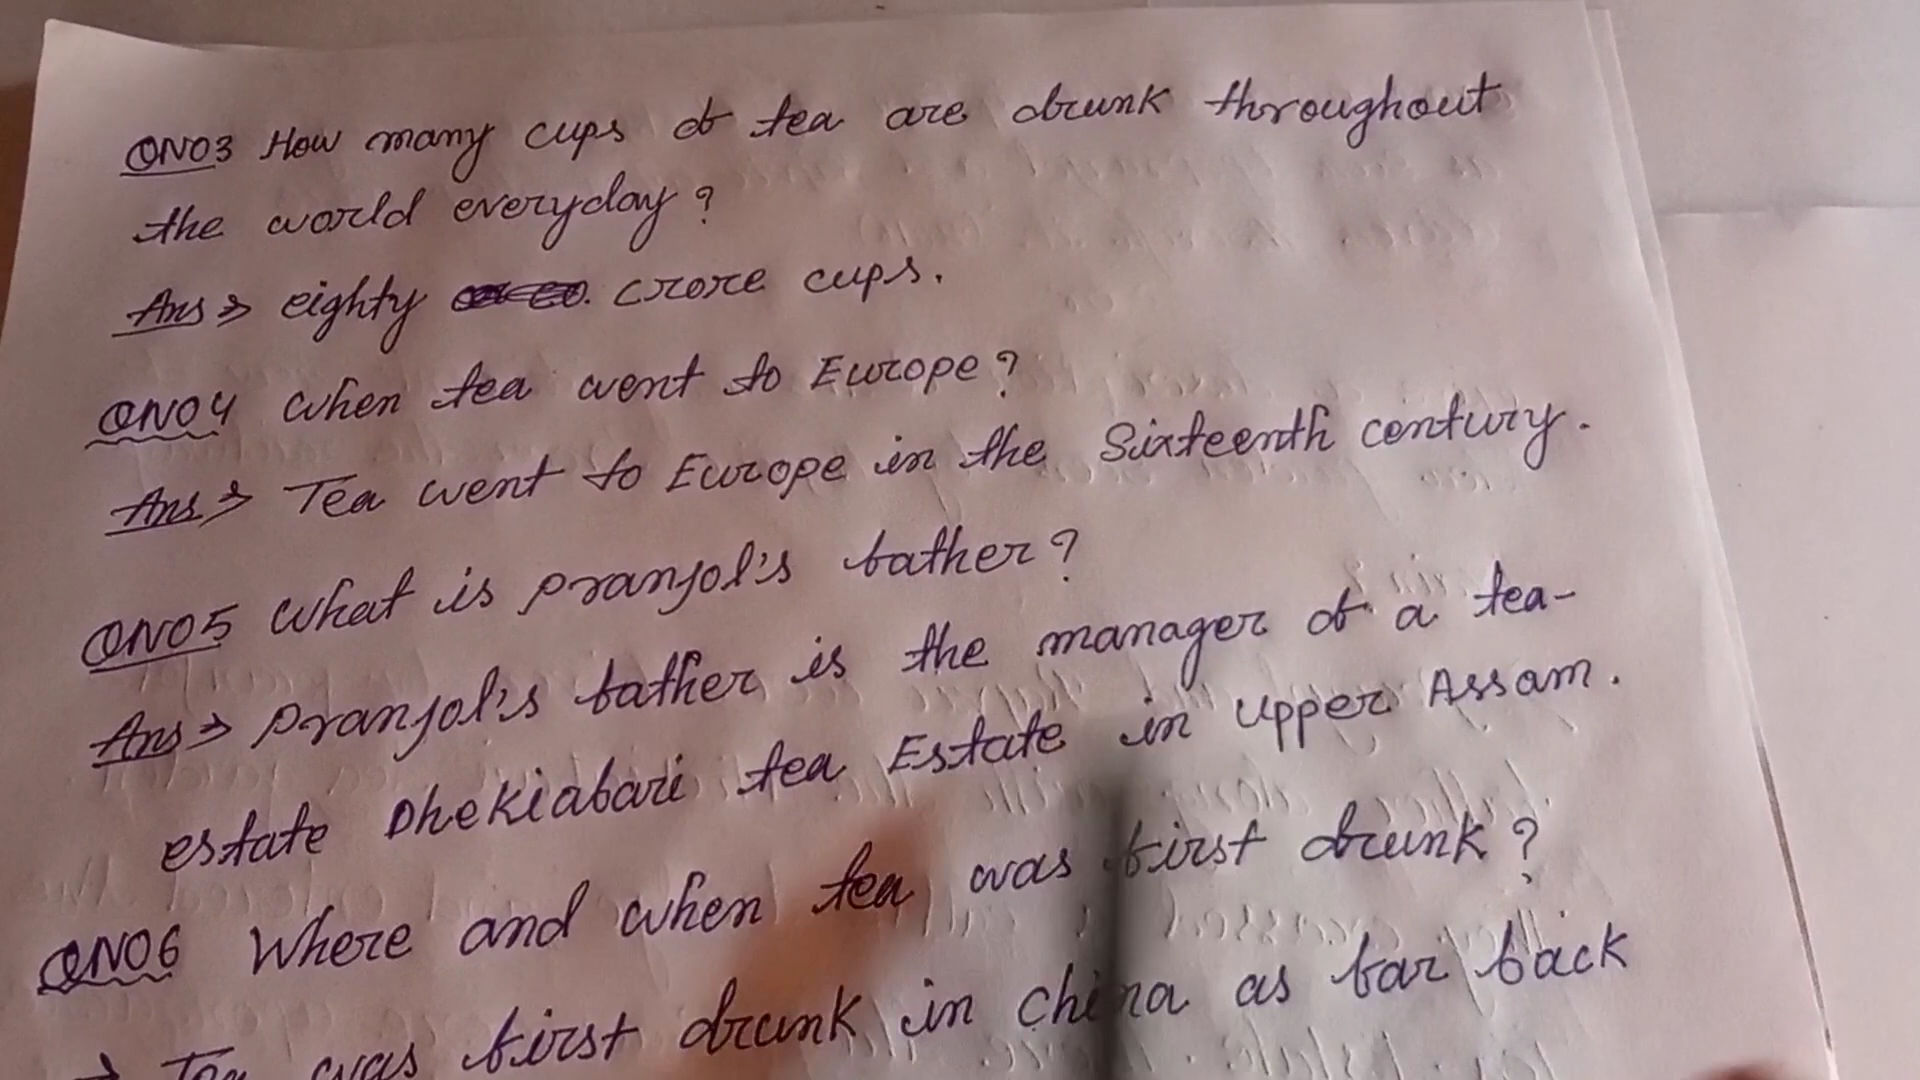 QNO3 How many cups of tea are drunk throughout
the world everyday?
Ans → eighty crore cups.
QNO4 When tea went to Europe?
Ans → Tea went to Europe in the Sixteenth century.
QNO5 What is pranjol's father?
Ans → pranjol's father is the manager of a tea-
estate Dhekiabari tea Estate in upper Assam.
QNO6 Where and when tea was first drunk?
→ Tea was first drunk in china as far back